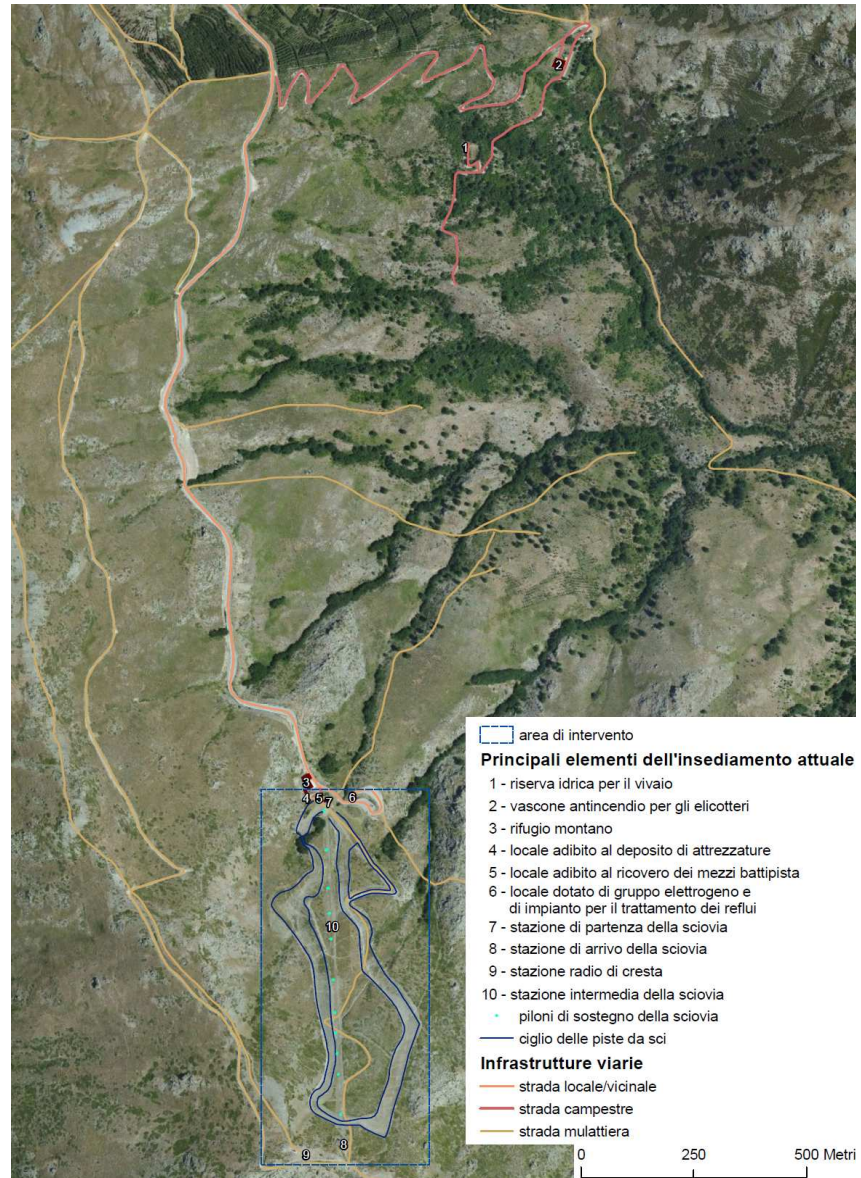 2
1
3
4
5
7
6
10
8
9
area di intervento
Principali elementi dell'insediamento attuale
1 - riserva idrica per il vivaio
2 - vascone antincendio per gli elicotteri
3 - rifugio montano
4 - locale adibito al deposito di attrezzature
5 - locale adibito al ricovero dei mezzi battipista
6 - locale dotato di gruppo elettrogeno e
di impianto per il trattamento dei reflui
7 - stazione di partenza della sciovia
8 - stazione di arrivo della sciovia
9 - stazione radio di cresta
10 - stazione intermedia della sciovia
piloni di sostegno della sciovia
ciglio delle piste da sci
Infrastrutture viarie
strada locale/vicinale
strada campestre
strada mulattiera
0 250 500 Metri